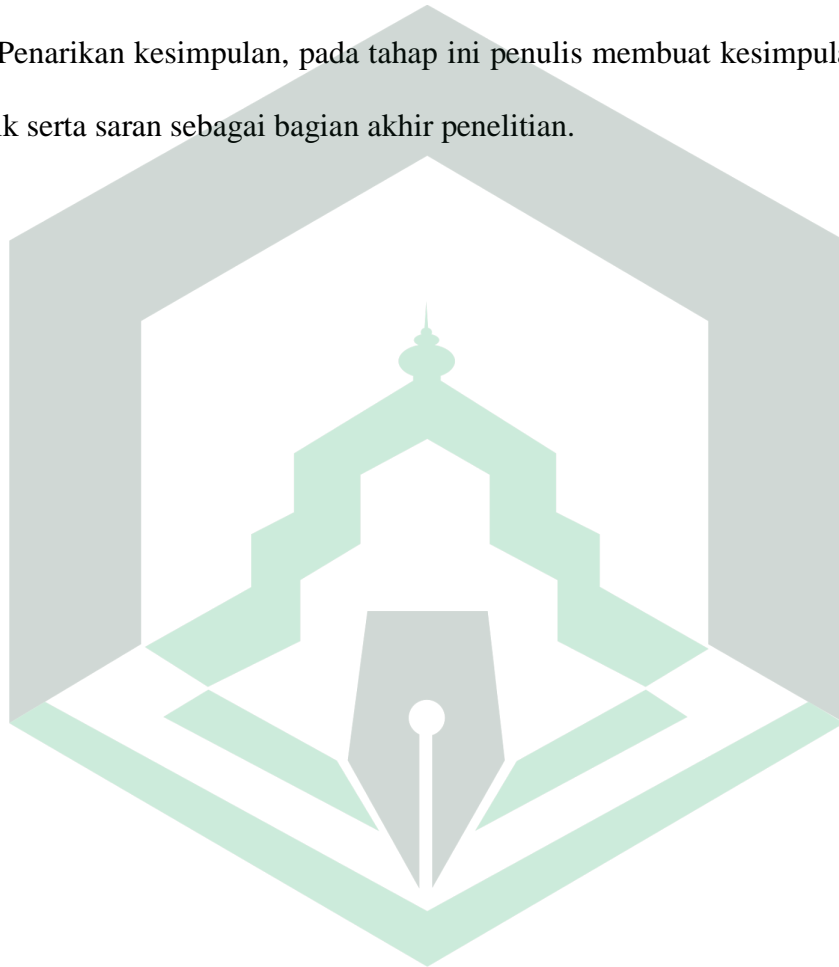 Penarikan kesimpulan, pada tahap ini penulis membuat kesimpul
k serta saran sebagai bagian akhir penelitian.